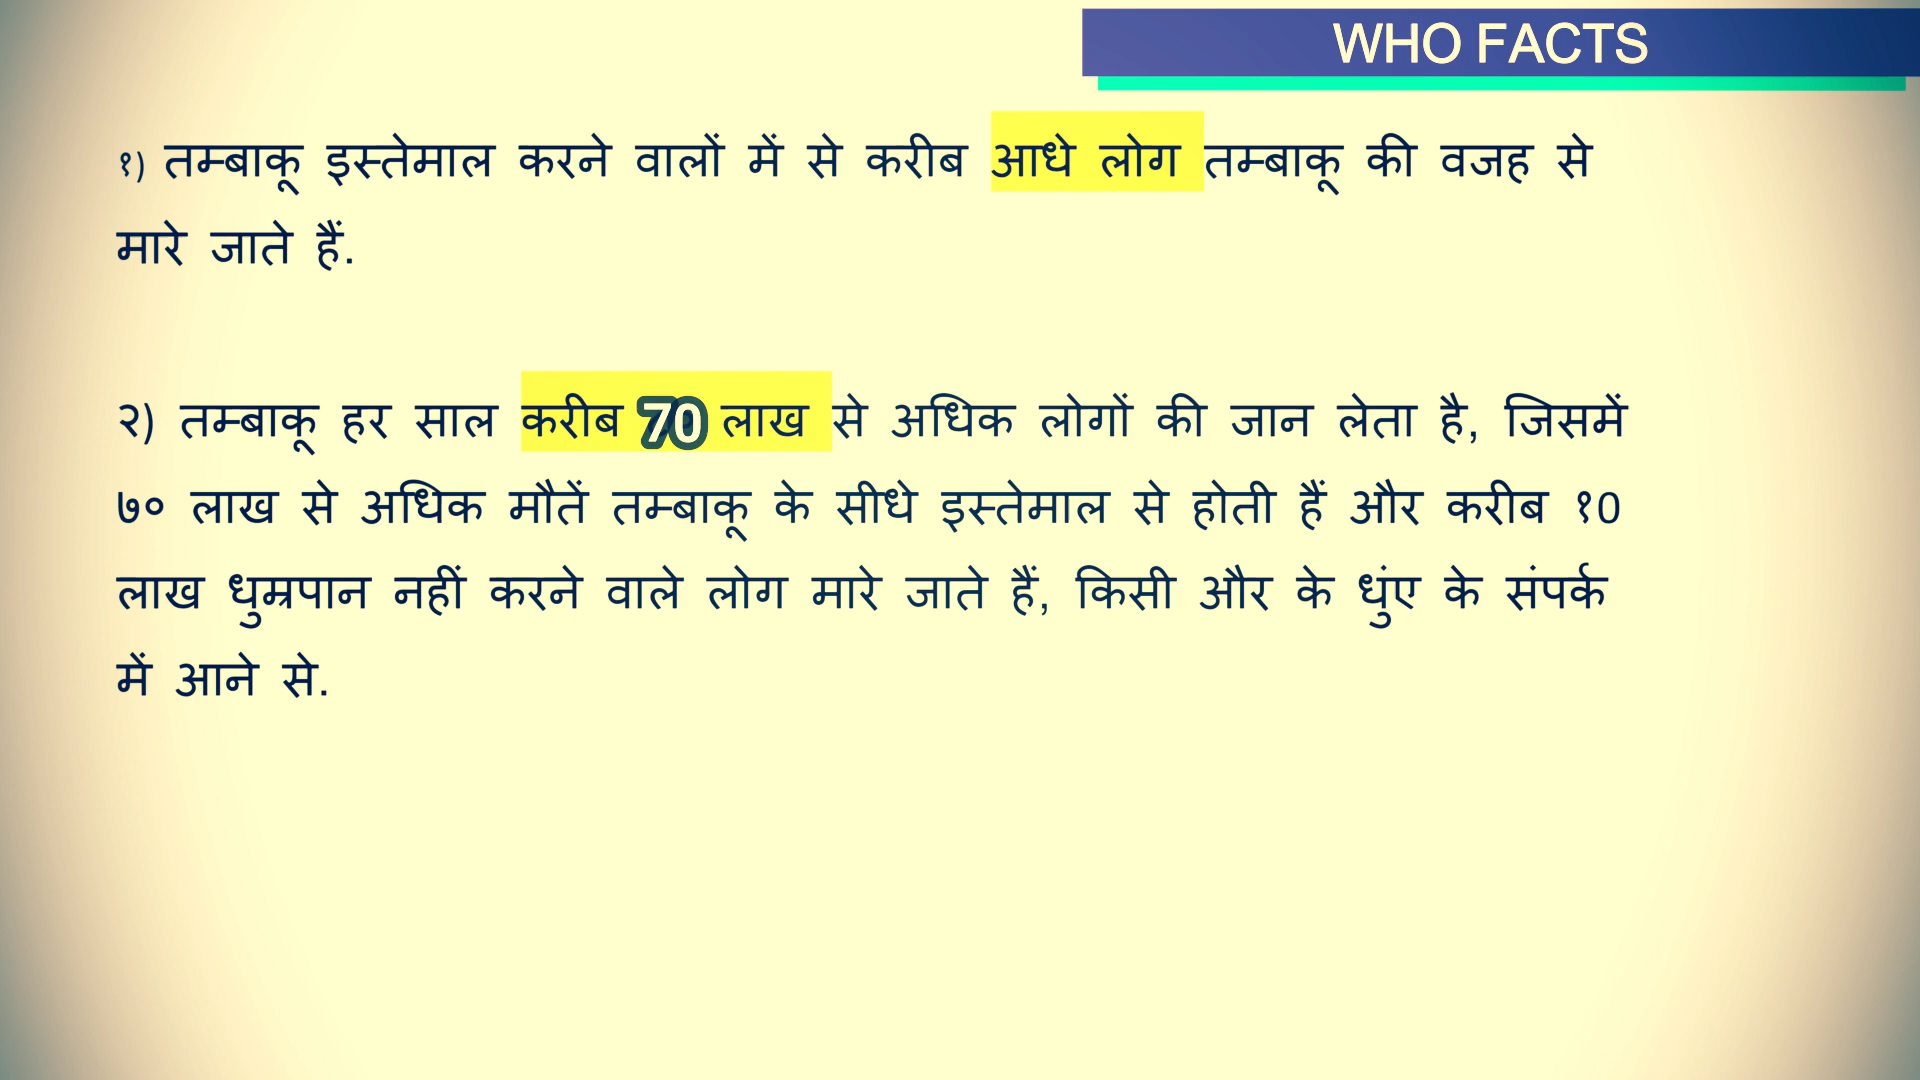 WHO FACTS
१) तम्बाकू इस्तेमाल करने वालों में से करीब आधे लोग तम्बाकू की वजह से
मारे जाते हैं.
२) तम्बाकू हर साल करीब 70 लाख से अधिक लोगों की जान लेता है, जिसमें
७० लाख से अधिक मौतें तम्बाकू के सीधे इस्तेमाल से होती हैं और करीब १0
लाख धुम्रपान नहीं करने वाले लोग मारे जाते हैं, किसी और के धुंए के संपर्क
में आने से.